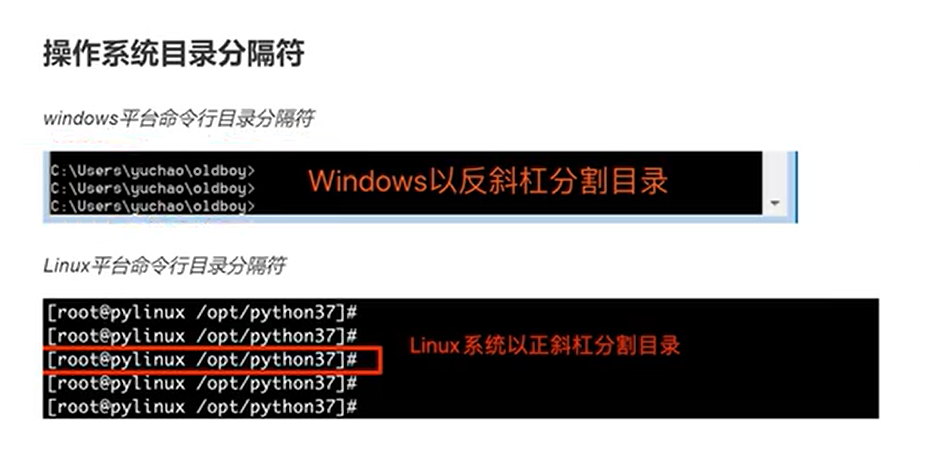 操作系统目录分隔符
windows平台命令行目录分隔符
C:\Users\yuchao\oldboy>
C:\Users\yuchao\oldboy>
C:\Users\yuchao\oldboy>
Windows以反斜杠分割目录
Linux平台命令行目录分隔符
[root@pylinux /opt/python37]#
[root@pylinux /opt/python37]#
[root@pylinux /opt/python37]#
[root@pylinux /opt/python37]#
[root@pylinux /opt/python37]#
Linux系统以正斜杠分割目录